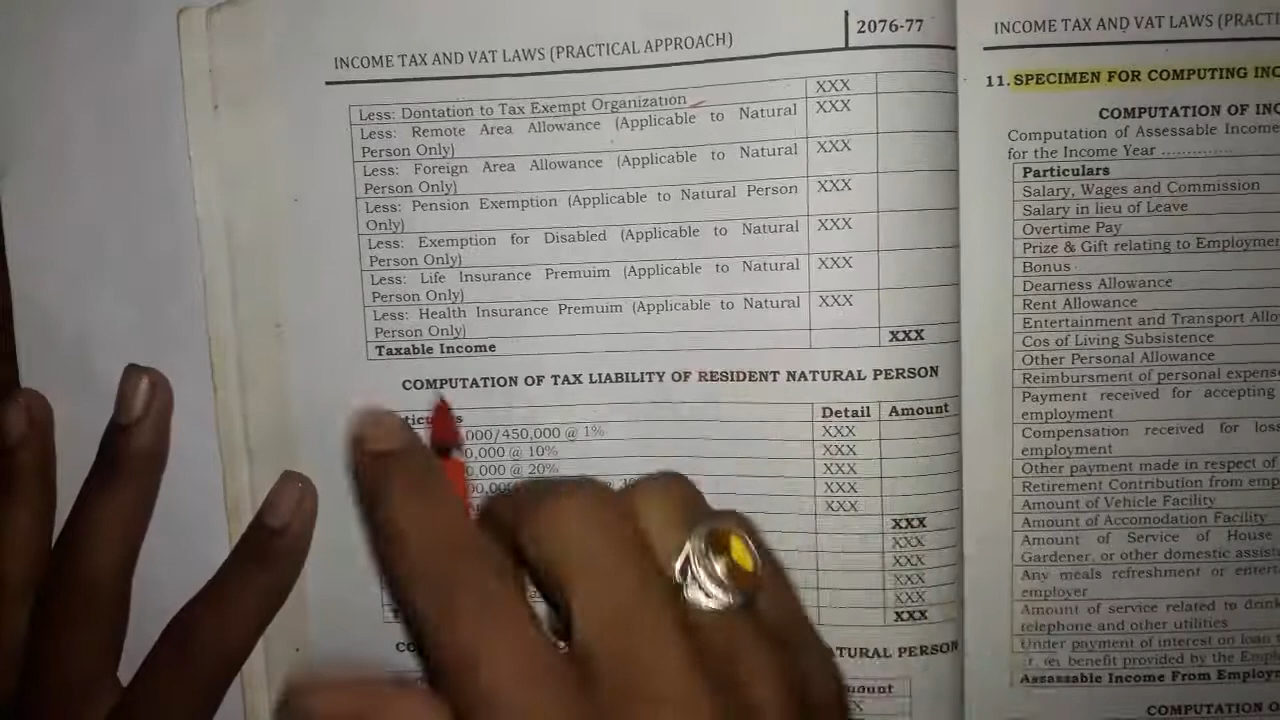 INCOME TAX AND VAT LAWS (PRACTICAL APPROACH)
2076-77
Less: Dontation to Tax Exempt Organization XXX
Less: Remote Area Allowance (Applicable to Natural XXX
Person Only)
Less: Foreign Area Allowance (Applicable to Natural XXX
Person Only)
Less: Pension Exemption (Applicable to Natural Person XXX
Only)
Less: Exemption for Disabled (Applicable to Natural XXX
Person Only)
Less: Life Insurance Premuim (Applicable to Natural XXX
Person Only)
Less: Health Insurance Premuim (Applicable to Natural XXX
Person Only)
Taxable Income XXX
COMPUTATION OF TAX LIABILITY OF RESIDENT NATURAL PERSON
Detail Amount
000/450,000 @ 1% XXX
0,000 @ 10% XXX
0,000 @ 20% XXX
XXX
XXX
XXX
XXX
XXX
XXX
XXX
XXX
TURAL PERSON
INCOME TAX AND VAT LAWS (PRACTI
11. SPECIMEN FOR COMPUTING INC
COMPUTATION OF INC
Computation of Assessable Income
for the Income Year ..............
Particulars
Salary, Wages and Commission
Salary in lieu of Leave
Overtime Pay
Prize & Gift relating to Employme
Bonus
Dearness Allowance
Rent Allowance
Entertainment and Transport Allo
Cos of Living Subsistence
Other Personal Allowance
Reimbursment of personal expens
Payment received for accepting
employment
Compensation received for loss
employment
Other payment made in respect of
Retirement Contribution from emp
Amount of Vehicle Facility
Amount of Accomodation Facility
Amount of Service of House
Gardener, or other domestic assist
Any meals refreshment or entert
employer
Amount of service related to drin
telephone and other utilities
Under payment of interest on loan
benefit provided by the Empl
Assassable Income From Employ
COMPUTATION O